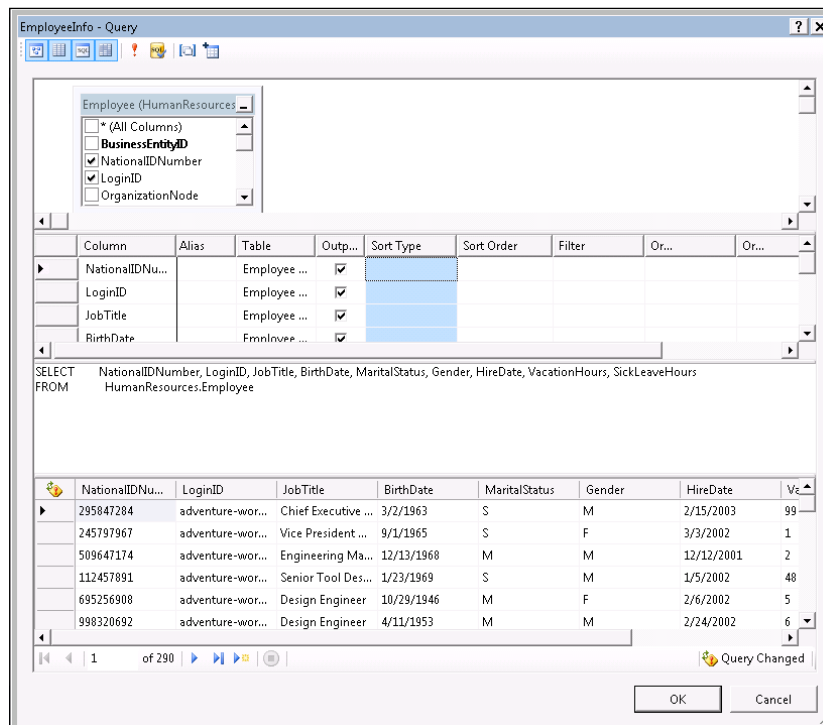 EmployeeInfo - Query
SQL
SQL
Employee (HumanResources
* (All Columns)
BusinessEntityID
NationalIDNumber
LoginID
OrganizationNode
Column Alias Table Outp... Sort Type Sort Order Filter Or... Or...
NationalIDNu... Employee ...
LoginID Employee ...
JobTitle Employee ...
BirthDate Employee ...
SELECT NationalIDNumber, LoginID, JobTitle, BirthDate, MaritalStatus, Gender, HireDate, VacationHours, SickLeaveHours
FROM HumanResources.Employee
NationalIDNu... LoginID JobTitle BirthDate MaritalStatus Gender HireDate Va
295847284 adventure-wor... Chief Executive ... 3/2/1963 S M 2/15/2003 99
245797967 adventure-wor... Vice President ... 9/1/1965 S F 3/3/2002 1
509647174 adventure-wor... Engineering Ma... 12/13/1968 M M 12/12/2001 2
112457891 adventure-wor... Senior Tool Des... 1/23/1969 S M 1/5/2002 48
695256908 adventure-wor... Design Engineer 10/29/1946 M F 2/6/2002 5
998320692 adventure-wor... Design Engineer 4/11/1953 M M 2/24/2002 6
1 of 290 Query Changed
OK Cancel